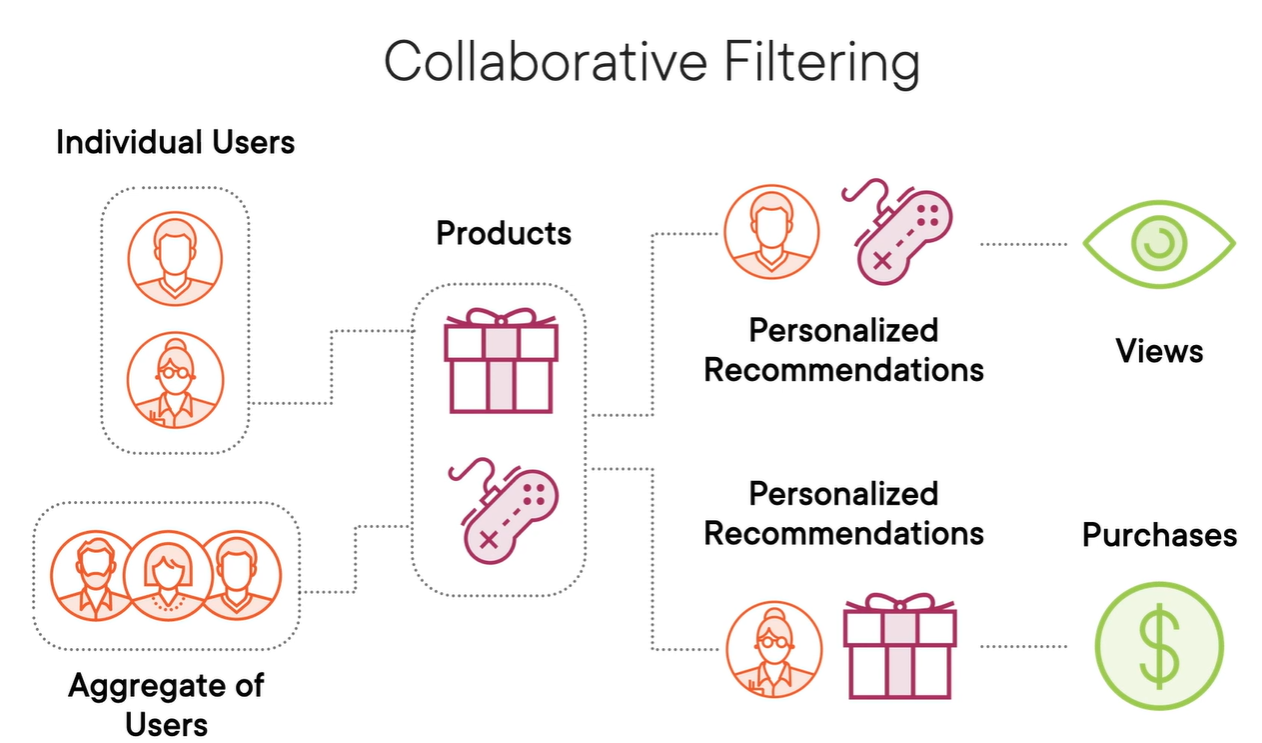 Collaborative Filtering
Individual Users
Products
Personalized
Recommendations
Views
Personalized
Recommendations
Purchases
Aggregate of
Users